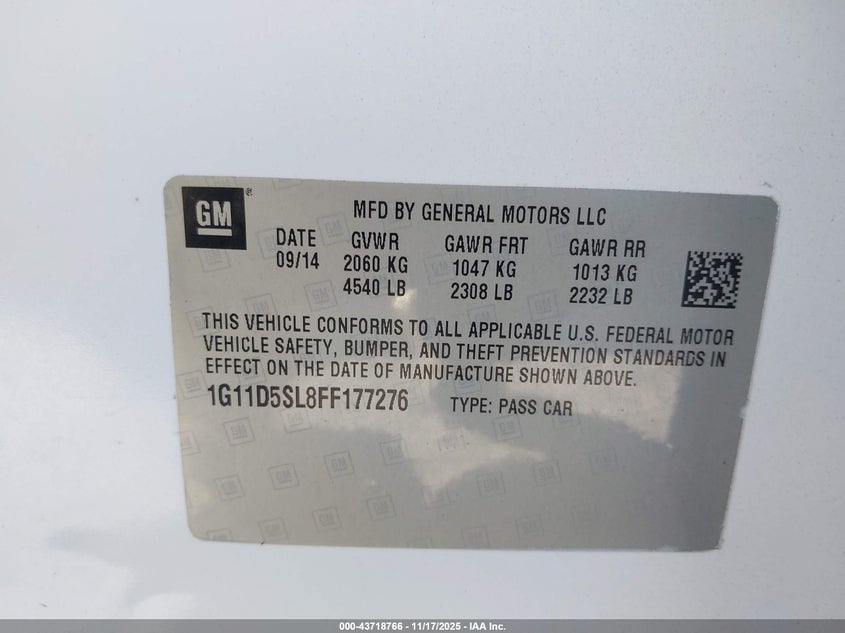 GM
MFD BY GENERAL MOTORS LLC
DATE GVWR GAWR FRT GAWR RR
09/14 2060 KG 1047 KG 1013 KG
4540 LB 2308 LB 2232 LB
THIS VEHICLE CONFORMS TO ALL APPLICABLE U.S. FEDERAL MOTOR
VEHICLE SAFETY, BUMPER, AND THEFT PREVENTION STANDARDS IN
EFFECT ON THE DATE OF MANUFACTURE SHOWN ABOVE.
1G11D5SL8FF177276 TYPE: PASS CAR
000-43718766 - 11/17/2025 - IAA Inc.